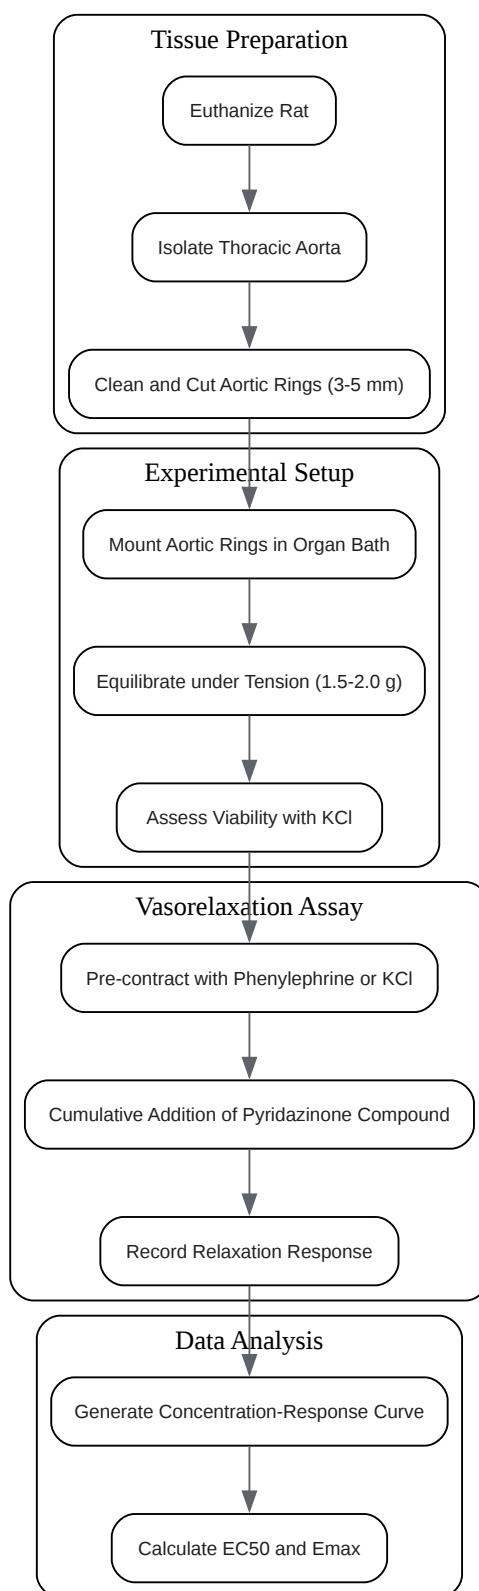 Tissue Preparation
Euthanize Rat
Isolate Thoracic Aorta
Clean and Cut Aortic Rings (3-5 mm)
Experimental Setup
Mount Aortic Rings in Organ Bath
Equilibrate under Tension (1.5-2.0 g)
Assess Viability with KCl
Vasorelaxation Assay
Pre-contract with Phenylephrine or KCl
Cumulative Addition of Pyridazinone Compound
Record Relaxation Response
Data Analysis
Generate Concentration-Response Curve
Calculate EC50 and Emax